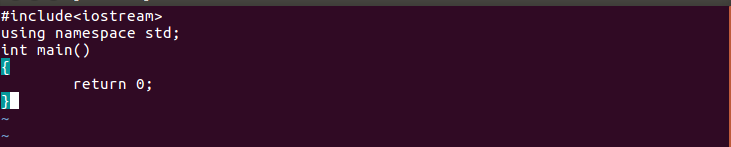 #include<iostream>
using namespace std;
int main()
{
        return 0;
}
~
~